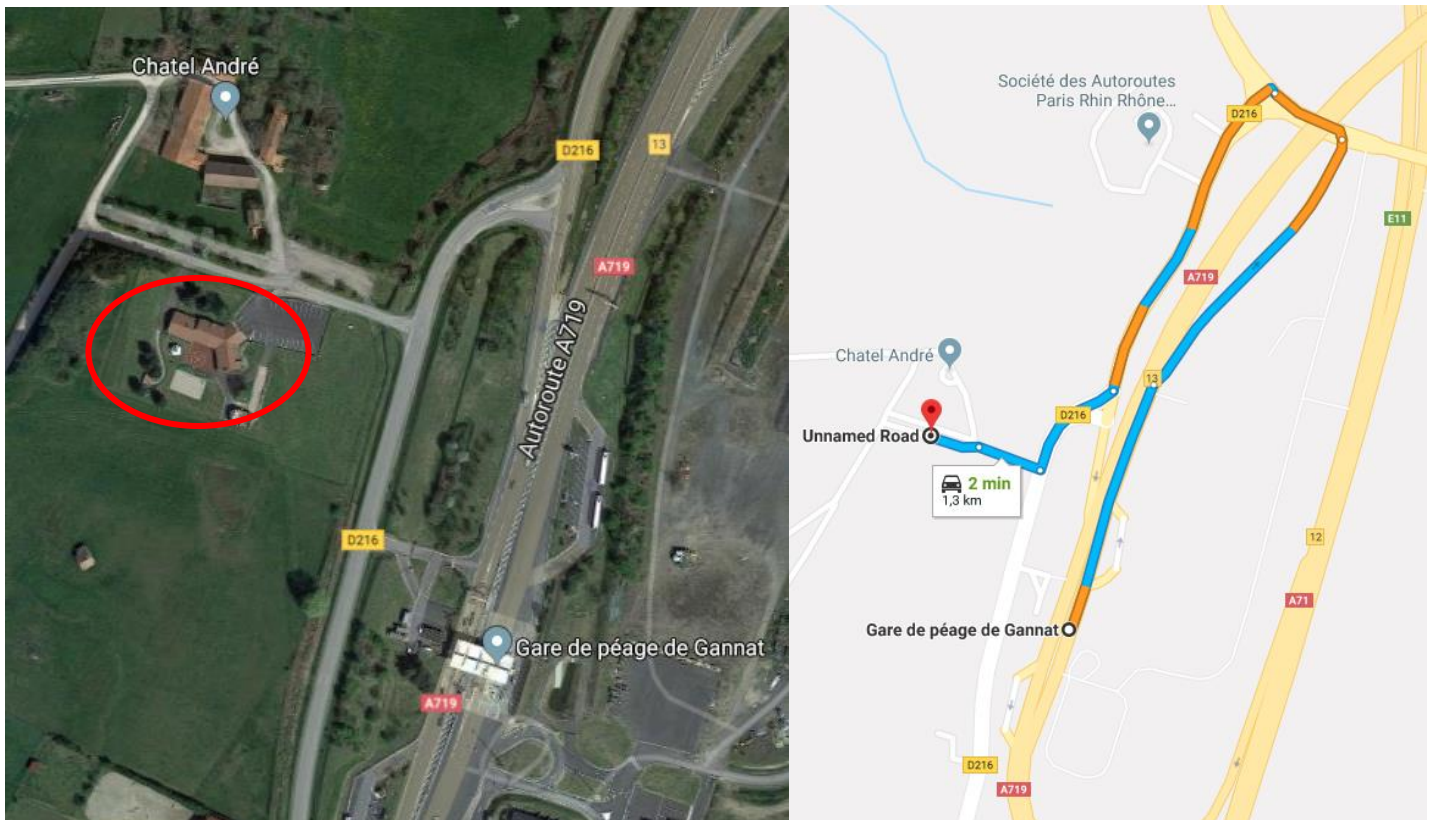 Chatel André
D216
13
A719
Autoroute A719
D216
Gare de péage de Gannat
A719
Société des Autoroutes
Paris Rhin Rhône...
D216
E11
A719
Chatel André
13
D216
Unnamed Road
2 min
1,3 km
12
A71
Gare de péage de Gannat
D216
A719